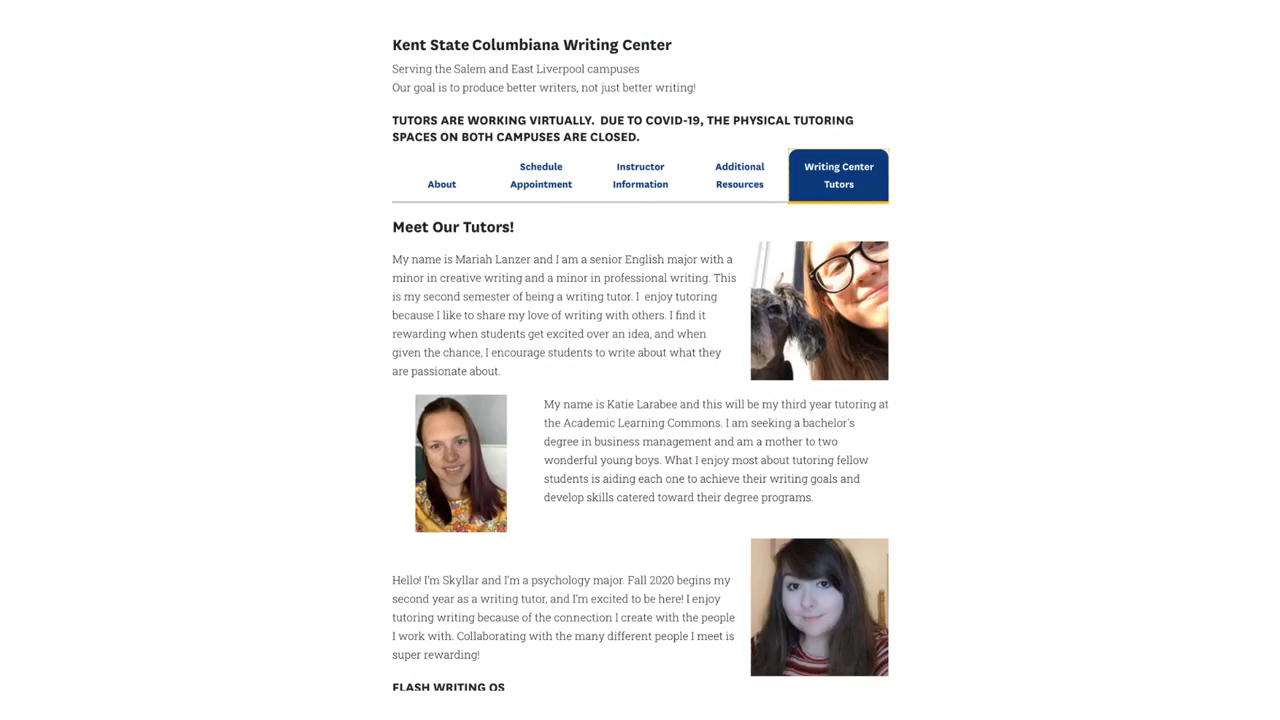 Kent State Columbiana Writing Center
Serving the Salem and East Liverpool campuses
Our goal is to produce better writers, not just better writing!
TUTORS ARE WORKING VIRTUALLY.  DUE TO COVID-19, THE PHYSICAL TUTORING
SPACES ON BOTH CAMPUSES ARE CLOSED.
About
Schedule
Appointment
Instructor
Information
Additional
Resources
Writing Center
Tutors
Meet Our Tutors!
My name is Mariah Lanzer and I am a senior English major with a
minor in creative writing and a minor in professional writing. This
is my second semester of being a writing tutor. I  enjoy tutoring
because I like to share my love of writing with others. I find it
rewarding when students get excited over an idea, and when
given the chance, I encourage students to write about what they
are passionate about.
My name is Katie Larabee and this will be my third year tutoring at
the Academic Learning Commons. I am seeking a bachelor's
degree in business management and am a mother to two
wonderful young boys. What I enjoy most about tutoring fellow
students is aiding each one to achieve their writing goals and
develop skills catered toward their degree programs.
Hello! I'm Skyllar and I'm a psychology major. Fall 2020 begins my
second year as a writing tutor, and I'm excited to be here! I enjoy
tutoring writing because of the connection I create with the people
I work with. Collaborating with the many different people I meet is
super rewarding!
FLASH WRITING OS